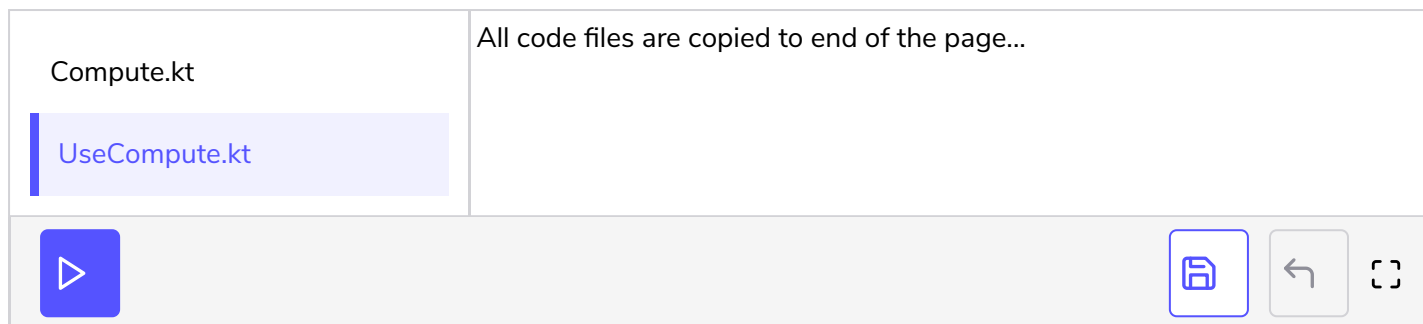 All code files are copied to end of the page...
Compute.kt
UseCompute.kt